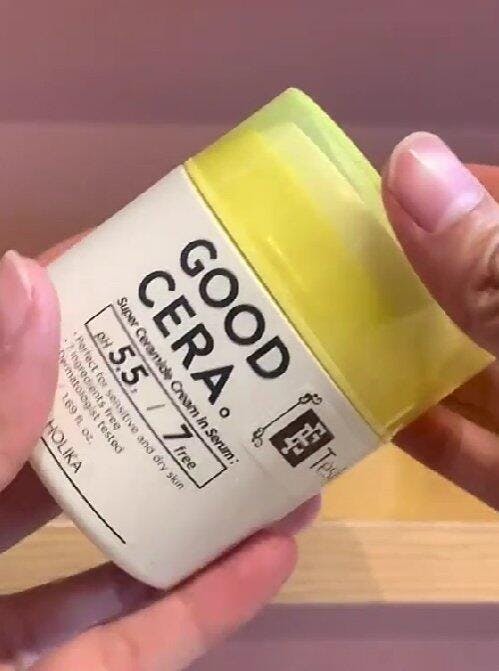 GOOD
CERA.
Super Ceramide Cream in Serum:
pH 5.5 / 7 free
• Perfect for sensitive and dry skin
• 7 ingredients free
Dermatologist tested
/ 1.69 fl. oz.
HOLIKA